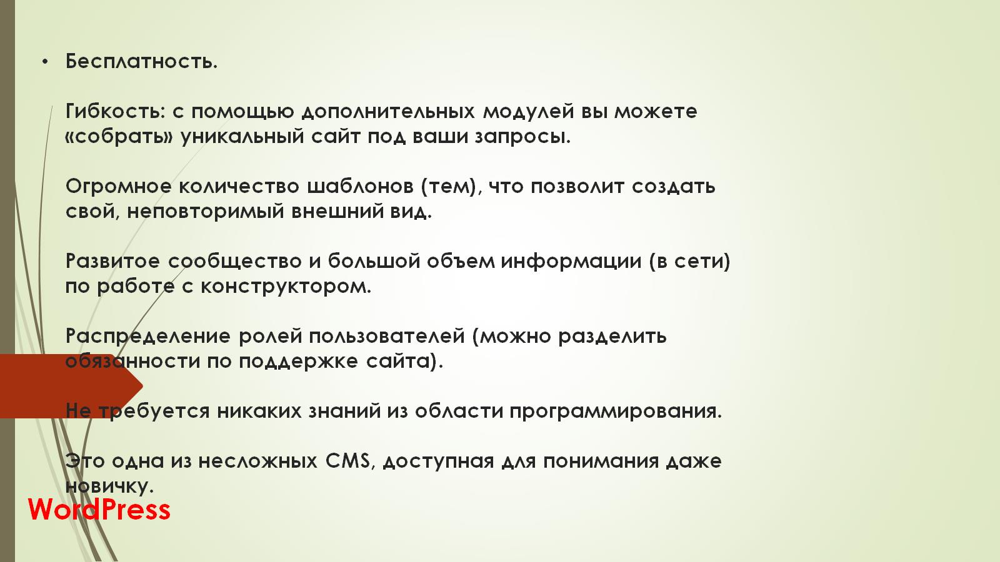 • Бесплатность.
Гибкость: с помощью дополнительных модулей вы можете
«собрать» уникальный сайт под ваши запросы.
Огромное количество шаблонов (тем), что позволит создать
свой, неповторимый внешний вид.
Развитое сообщество и большой объем информации (в сети)
по работе с конструктором.
Распределение ролей пользователей (можно разделить
обязанности по поддержке сайта).
Не требуется никаких знаний из области программирования.
Это одна из несложных CMS, доступная для понимания даже
новичку.
WordPress